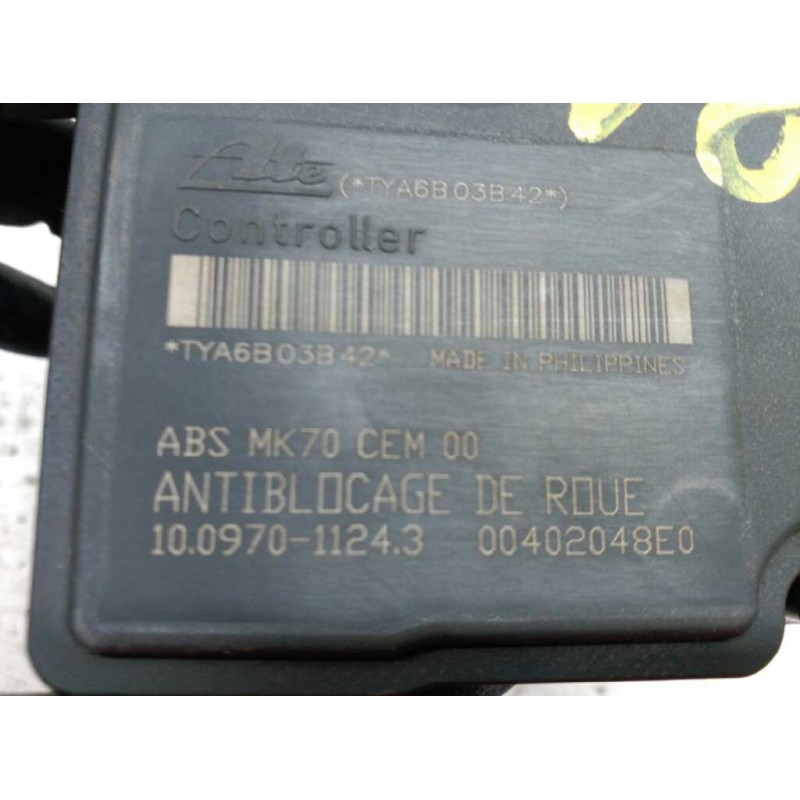 Ate (*TYA6B03B42*)
Controller
*TYA6B03B42* MADE IN PHILIPPINES
ABS MK70 CEM 00
ANTIBLOCAGE DE ROUE
10.0970-1124.3 00402048E0